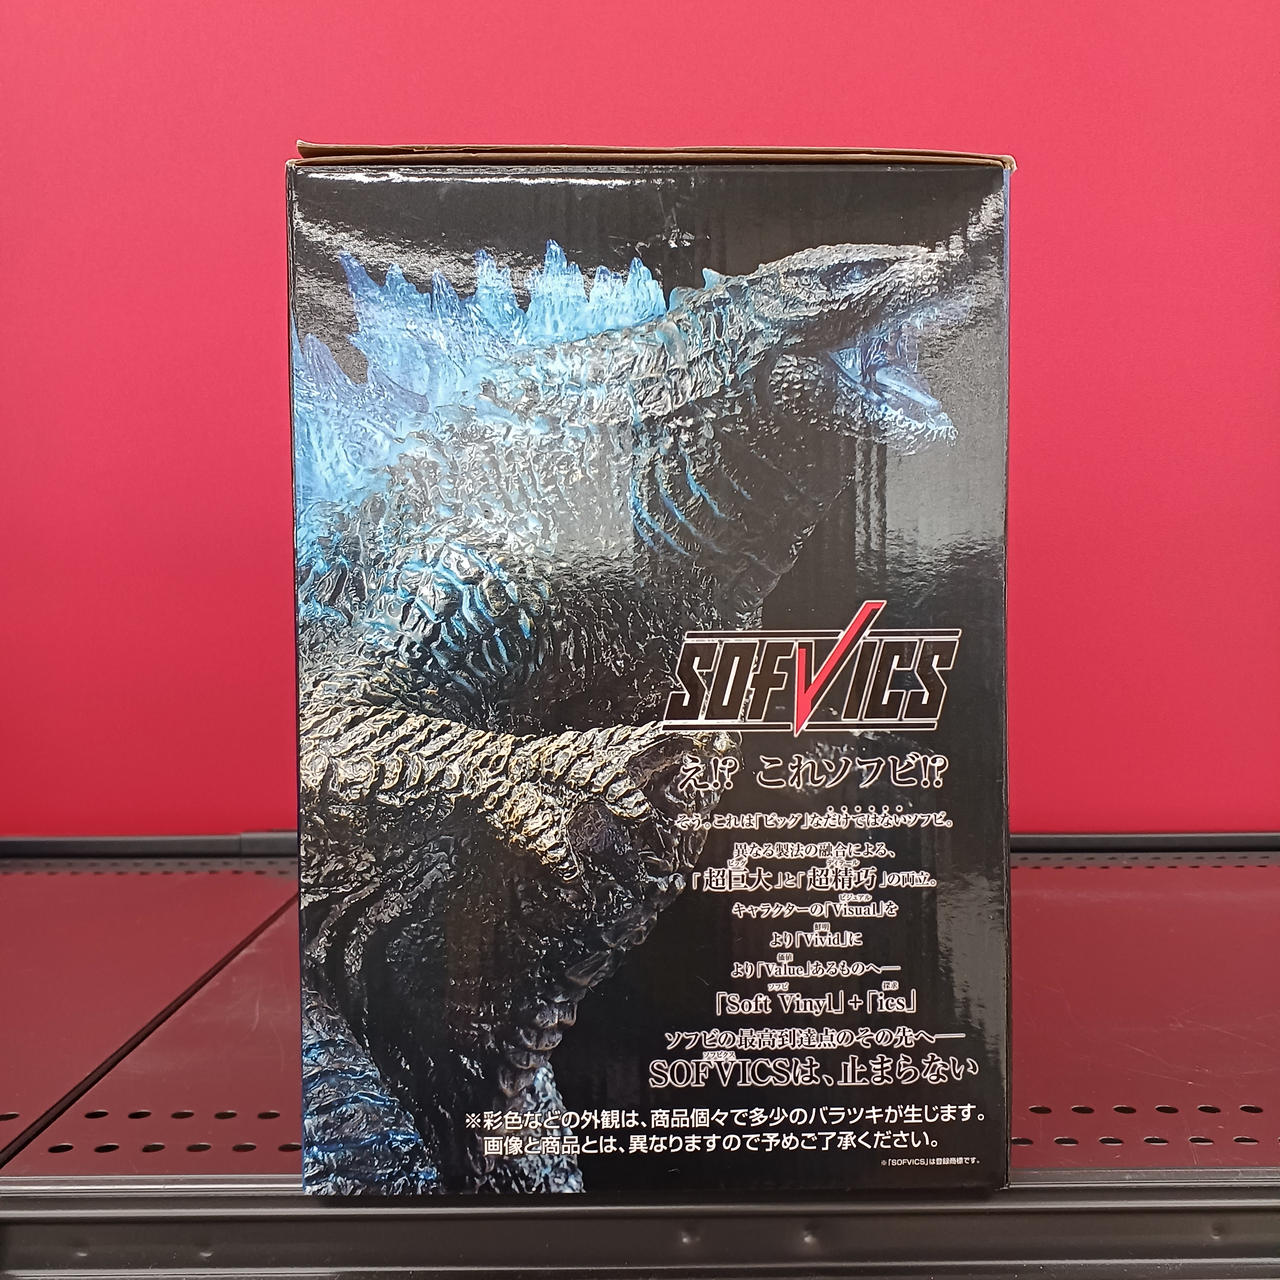 SOFVICS
え!? これソフビ!?
そう。これは「ビッグ」なだけではないソフビ。
異なる製法の融合による、
「超巨大」と「超精巧」の両立。
キャラクターの「Visual」を
より「Vivid」に
より「Value」あるものへ――
「Soft Vinyl」+「ics」
ソフビの最高到達点のその先へ――
SOFVICSは、止まらない
※彩色などの外観は、商品個々で多少のバラツキが生じます。
画像と商品とは、異なりますので予めご了承ください。
※「SOFVICS」は登録商標です。